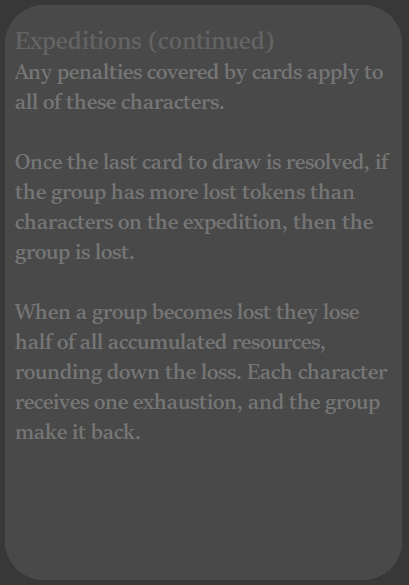 Expeditions (continued)
Any penalties covered by cards apply to
all of these characters.
Once the last card to draw is resolved, if
the group has more lost tokens than
characters on the expedition, then the
group is lost.
When a group becomes lost they lose
half of all accumulated resources,
rounding down the loss. Each character
receives one exhaustion, and the group
make it back.